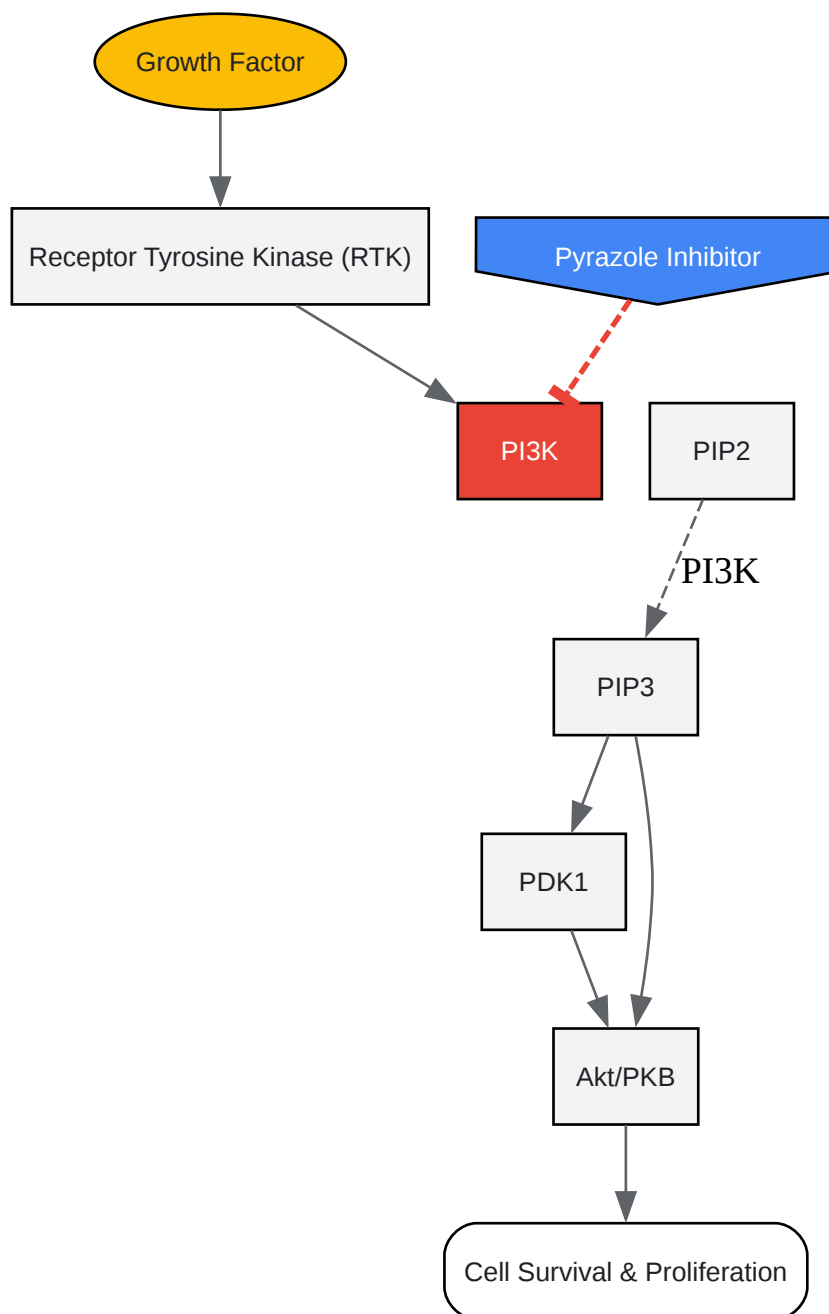 Growth Factor
Receptor Tyrosine Kinase (RTK)
Pyrazole Inhibitor
PI3K
PIP2
PI3K
PIP3
PDK1
Akt/PKB
Cell Survival & Proliferation